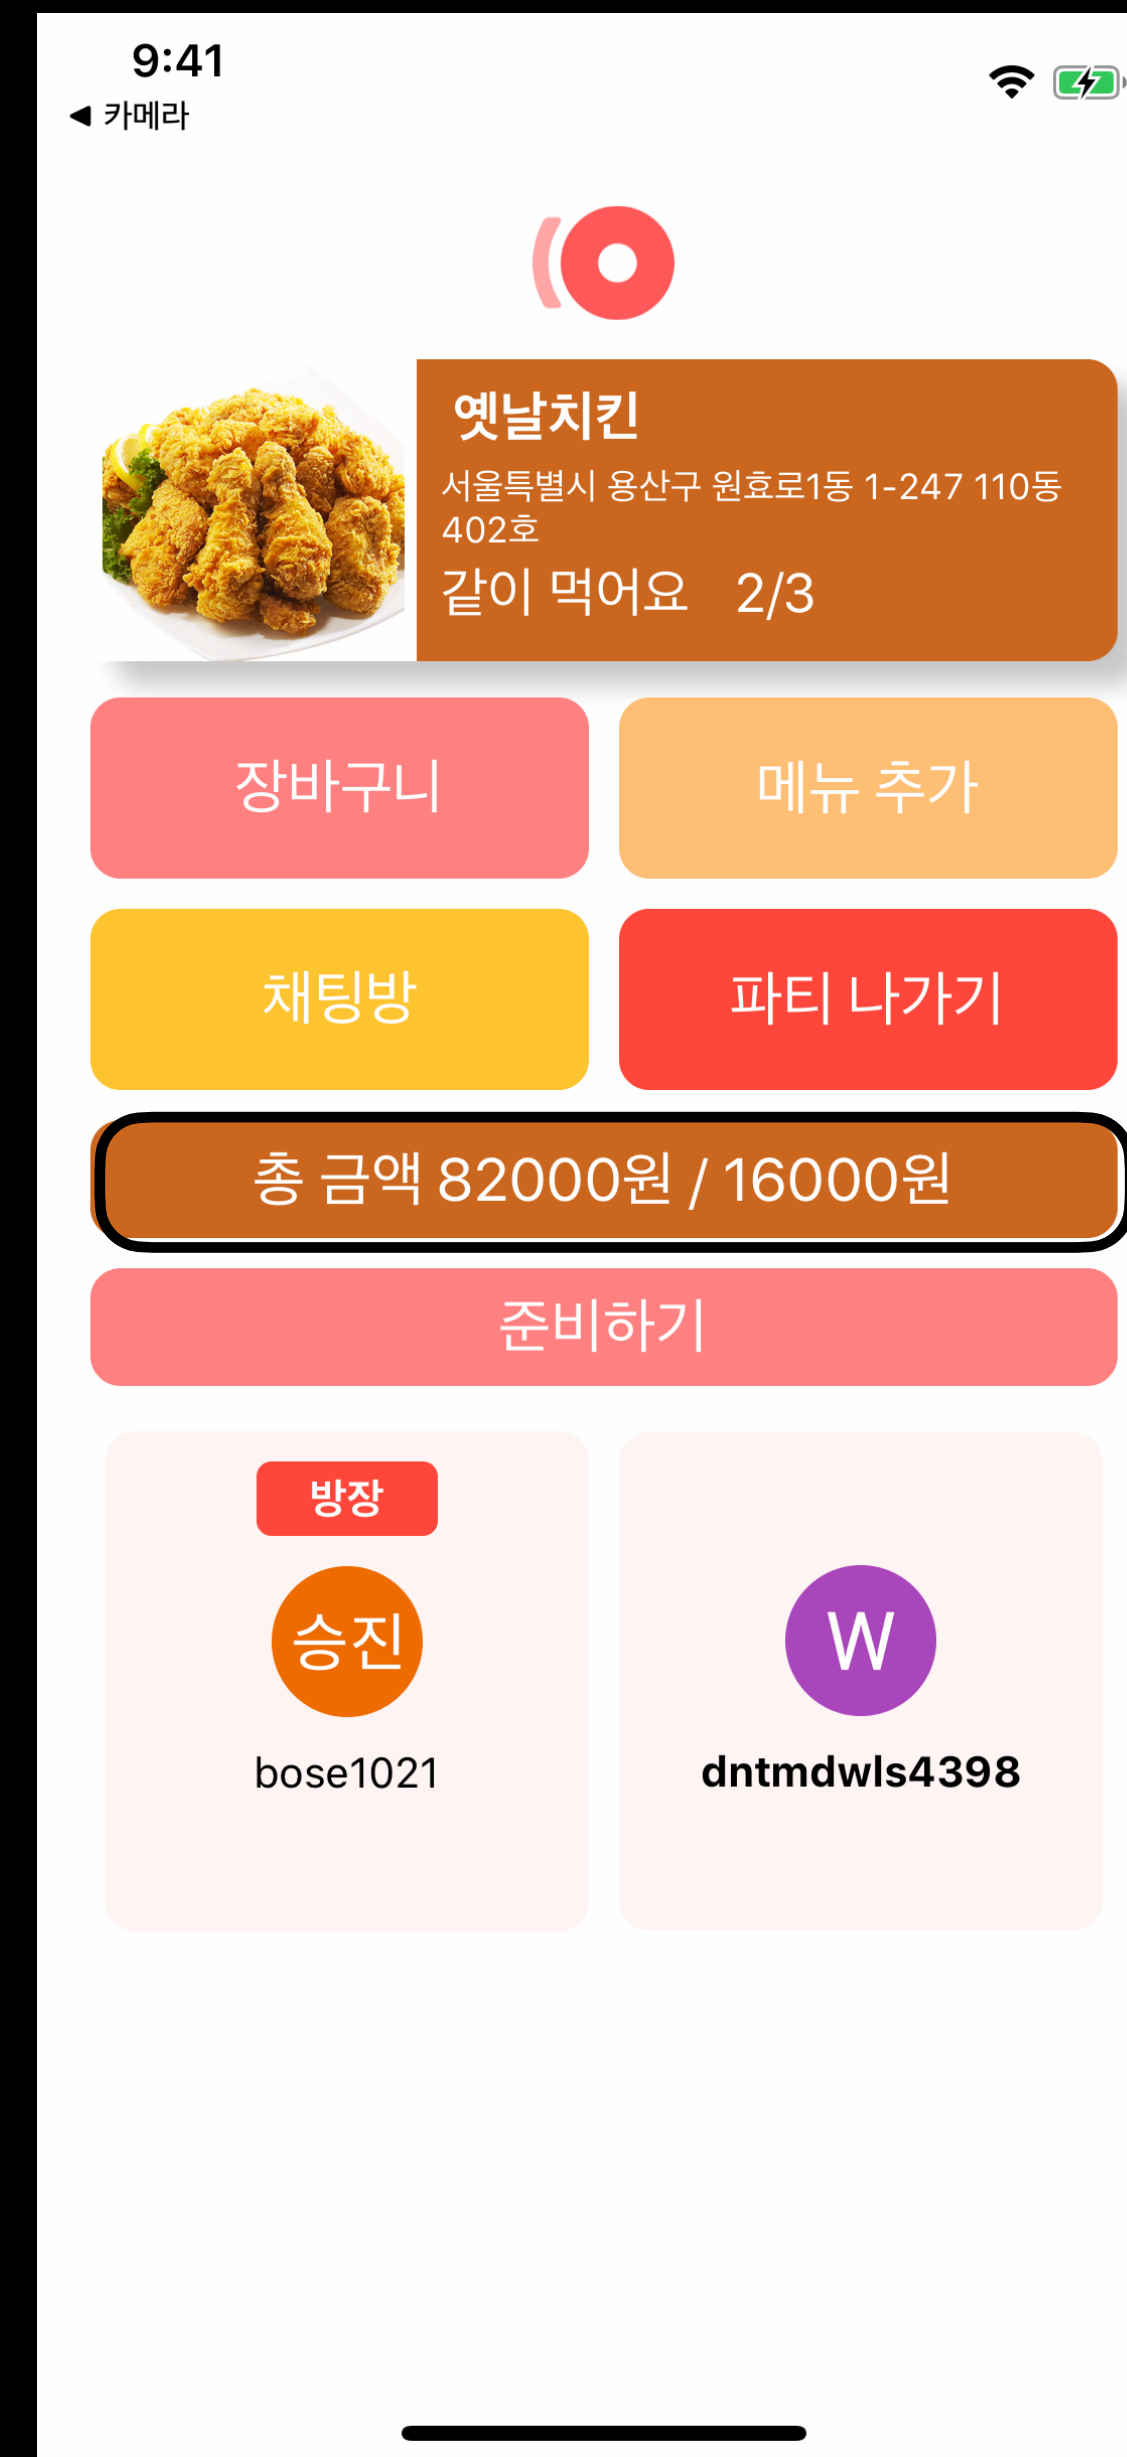 9:41
◀ 카메라
옛날치킨
서울특별시 용산구 원효로1동 1-247 110동
402호
같이 먹어요 2/3
장바구니
메뉴 추가
채팅방
파티 나가기
총 금액 82000원 / 16000원
준비하기
방장
승진
W
bose1021
dntmdwls4398